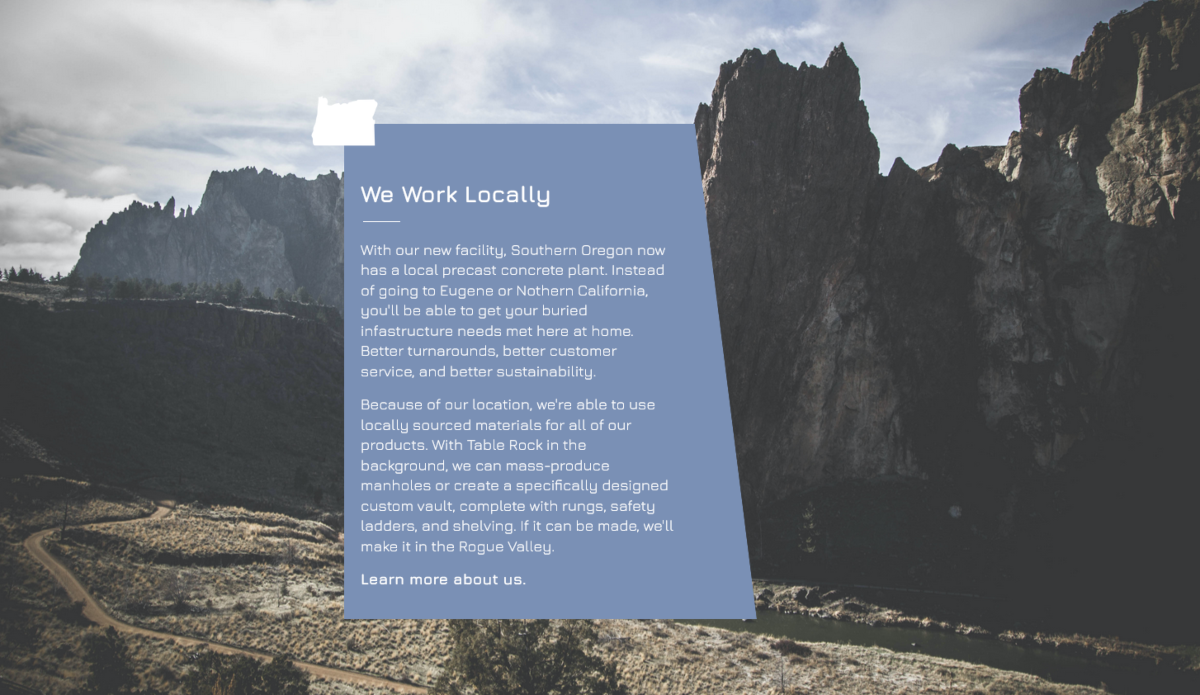 We Work Locally
With our new facility, Southern Oregon now
has a local precast concrete plant. Instead
of going to Eugene or Nothern California,
you'll be able to get your buried
infastructure needs met here at home.
Better turnarounds, better customer
service, and better sustainability.
Because of our location, we're able to use
locally sourced materials for all of our
products. With Table Rock in the
background, we can mass-produce
manholes or create a specifically designed
custom vault, complete with rungs, safety
ladders, and shelving. If it can be made, we'll
make it in the Rogue Valley.
Learn more about us.